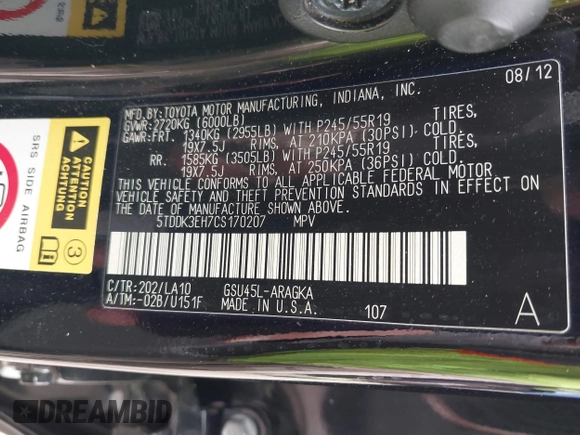 08/12
MFD.BY:TOYOTA MOTOR MANUFACTURING, INDIANA, INC.
GVWR:2720KG (6000LB)
GAWR:FRT. 1340KG (2955LB) WITH P245/55R19 TIRES,
19X7.5J RIMS, AT 210KPA (30PSI) COLD.
RR. 1585KG (3505LB) WITH P245/55R19 TIRES,
19X7.5J RIMS, AT 250KPA (36PSI) COLD.
THIS VEHICLE CONFORMS TO ALL APPLICABLE FEDERAL MOTOR
VEHICLE SAFETY AND THEFT PREVENTION STANDARDS IN EFFECT ON
THE DATE OF MANUFACTURE SHOWN ABOVE.
5TDDK3EH7CS170207 MPV
C/TR:202/LA10 GSU45L-ARAGKA
A/TM:-02B/U151F MADE IN U.S.A.
107
A
SRS SIDE AIRBAG
CAUTION
ATTENTION
ACHTUNG
3
DREAMBID